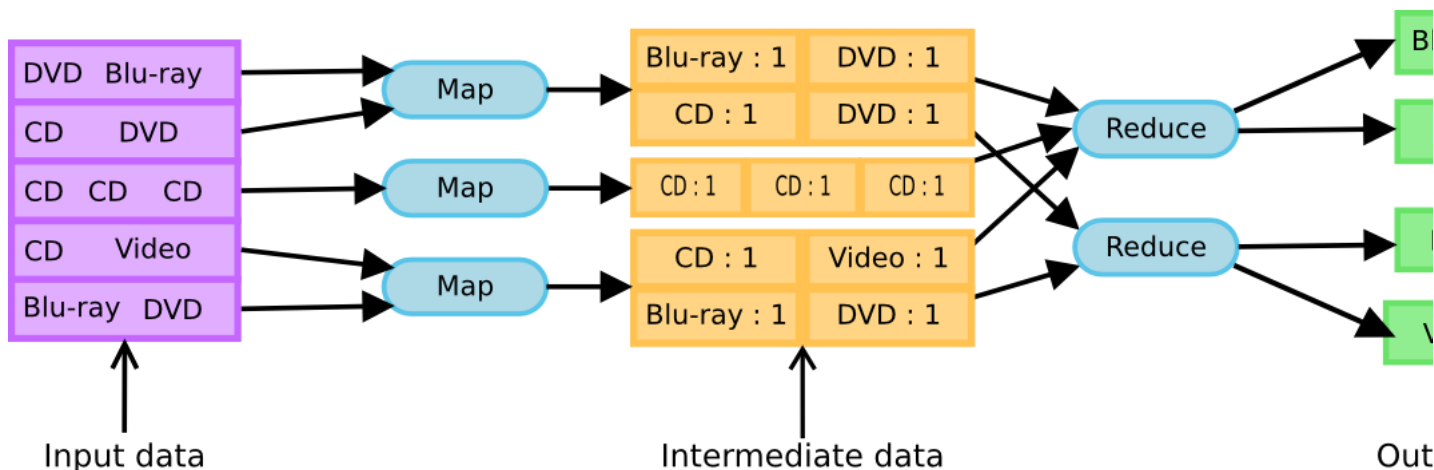 DVD Blu-ray
CD DVD
CD CD CD
CD Video
Blu-ray DVD
Input data
Map
Map
Map
Blu-ray : 1 DVD : 1
CD : 1 DVD : 1
CD:1 CD:1 CD:1
CD : 1 Video : 1
Blu-ray : 1 DVD : 1
Intermediate data
Reduce
Reduce